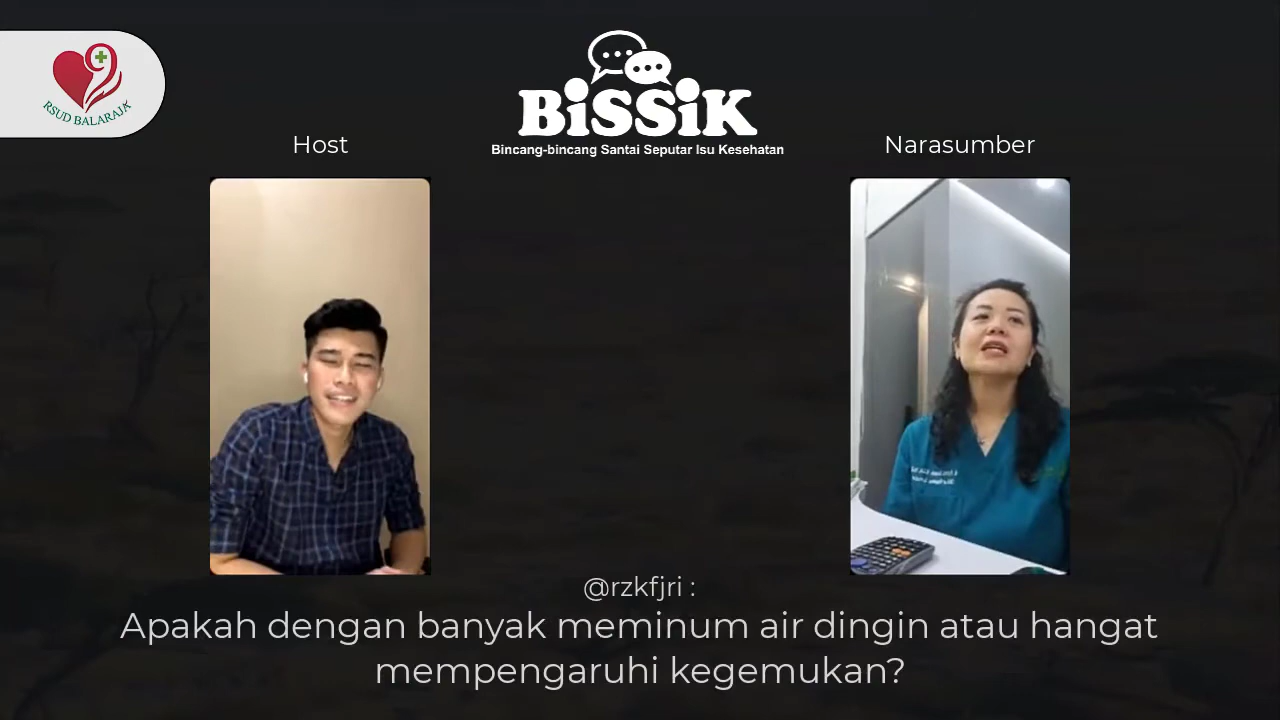 RSUD BALARAJA
BiSSiK
Bincang-bincang Santai Seputar Isu Kesehatan
Host
Narasumber
@rzkfjri :
Apakah dengan banyak meminum air dingin atau hangat
mempengaruhi kegemukan?